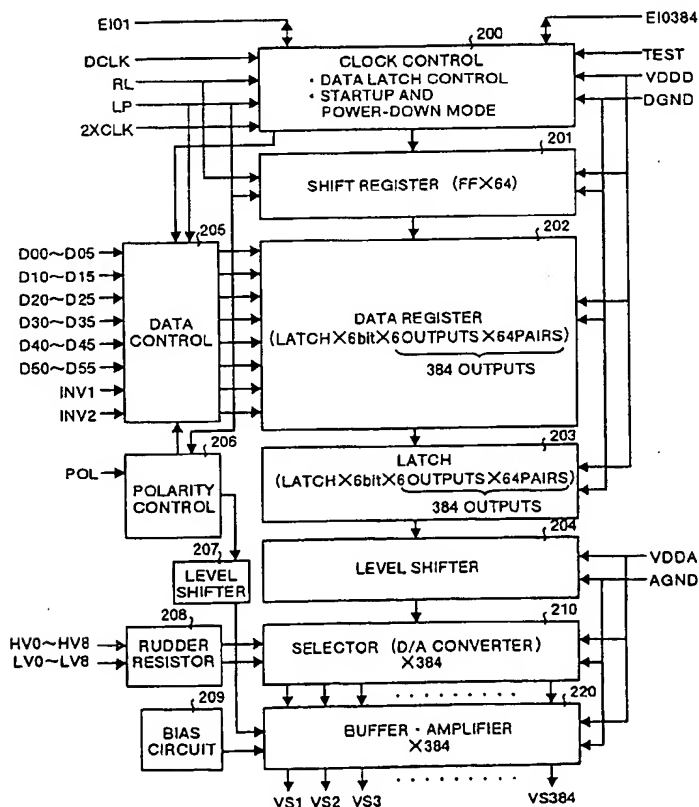 EI01
EI0384
200
DCLK
RL
LP
2XCLK
CLOCK CONTROL
· DATA LATCH CONTROL
· STARTUP AND
POWER-DOWN MODE
TEST
VDDD
DGND
201
SHIFT REGISTER (FF×64)
205
202
D00~D05
D10~D15
D20~D25
D30~D35
D40~D45
D50~D55
INV1
INV2
DATA
CONTROL
DATA REGISTER
(LATCH×6bit×6OUTPUTS×64PAIRS)
384 OUTPUTS
206
203
POL
POLARITY
CONTROL
LATCH
(LATCH×6bit×6OUTPUTS×64PAIRS)
384 OUTPUTS
207
204
LEVEL
SHIFTER
LEVEL SHIFTER
VDDA
AGND
208
210
HV0~HV8
LV0~LV8
RUDDER
RESISTOR
SELECTOR (D/A CONVERTER)
×384
209
220
BIAS
CIRCUIT
BUFFER · AMPLIFIER
×384
VS1 VS2 VS3 VS384